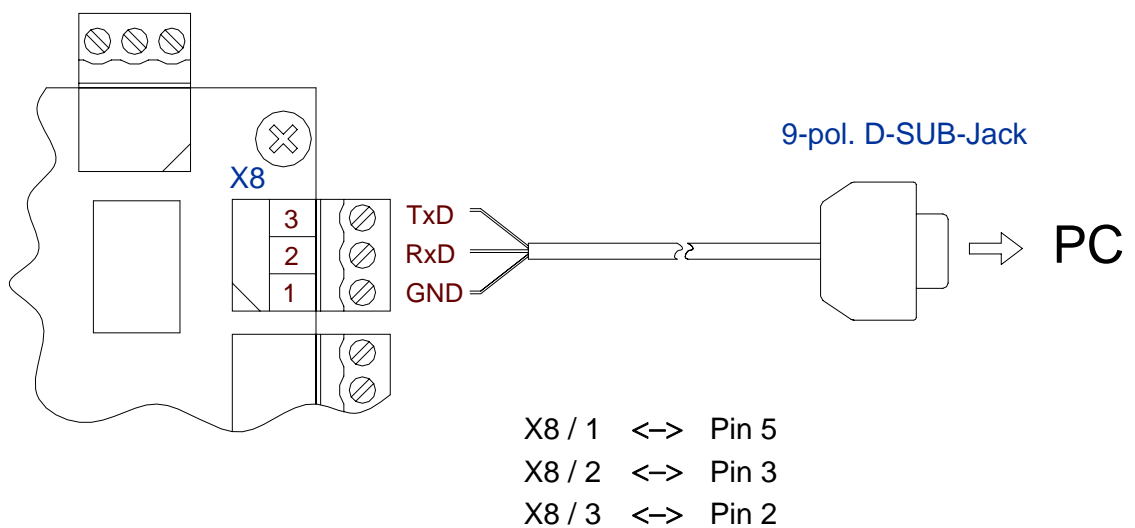 9-pol. D-SUB-Jack
X8
3 TxD
2 RxD
1 GND
PC
X8 / 1 <–> Pin 5
X8 / 2 <–> Pin 3
X8 / 3 <–> Pin 2